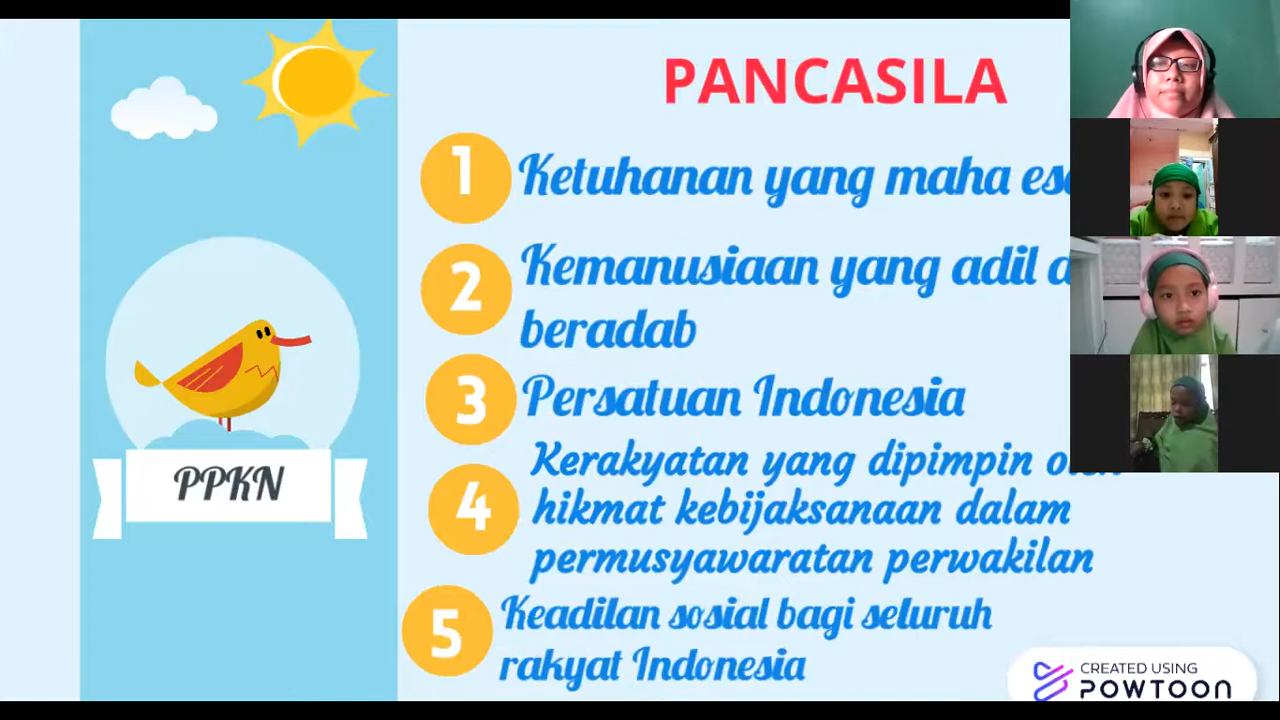 PANCASILA
1 Ketuhanan yang maha
2 Kemanusiaan yang adil
beradab
3 Persatuan Indonesia
4 Kerakyatan yang dipimpin
hikmat kebijaksanaan dalam
permusyawaratan perwakilan
5 Keadilan sosial bagi seluruh
rakyat Indonesia
PPKN
CREATED USING
POWTOON